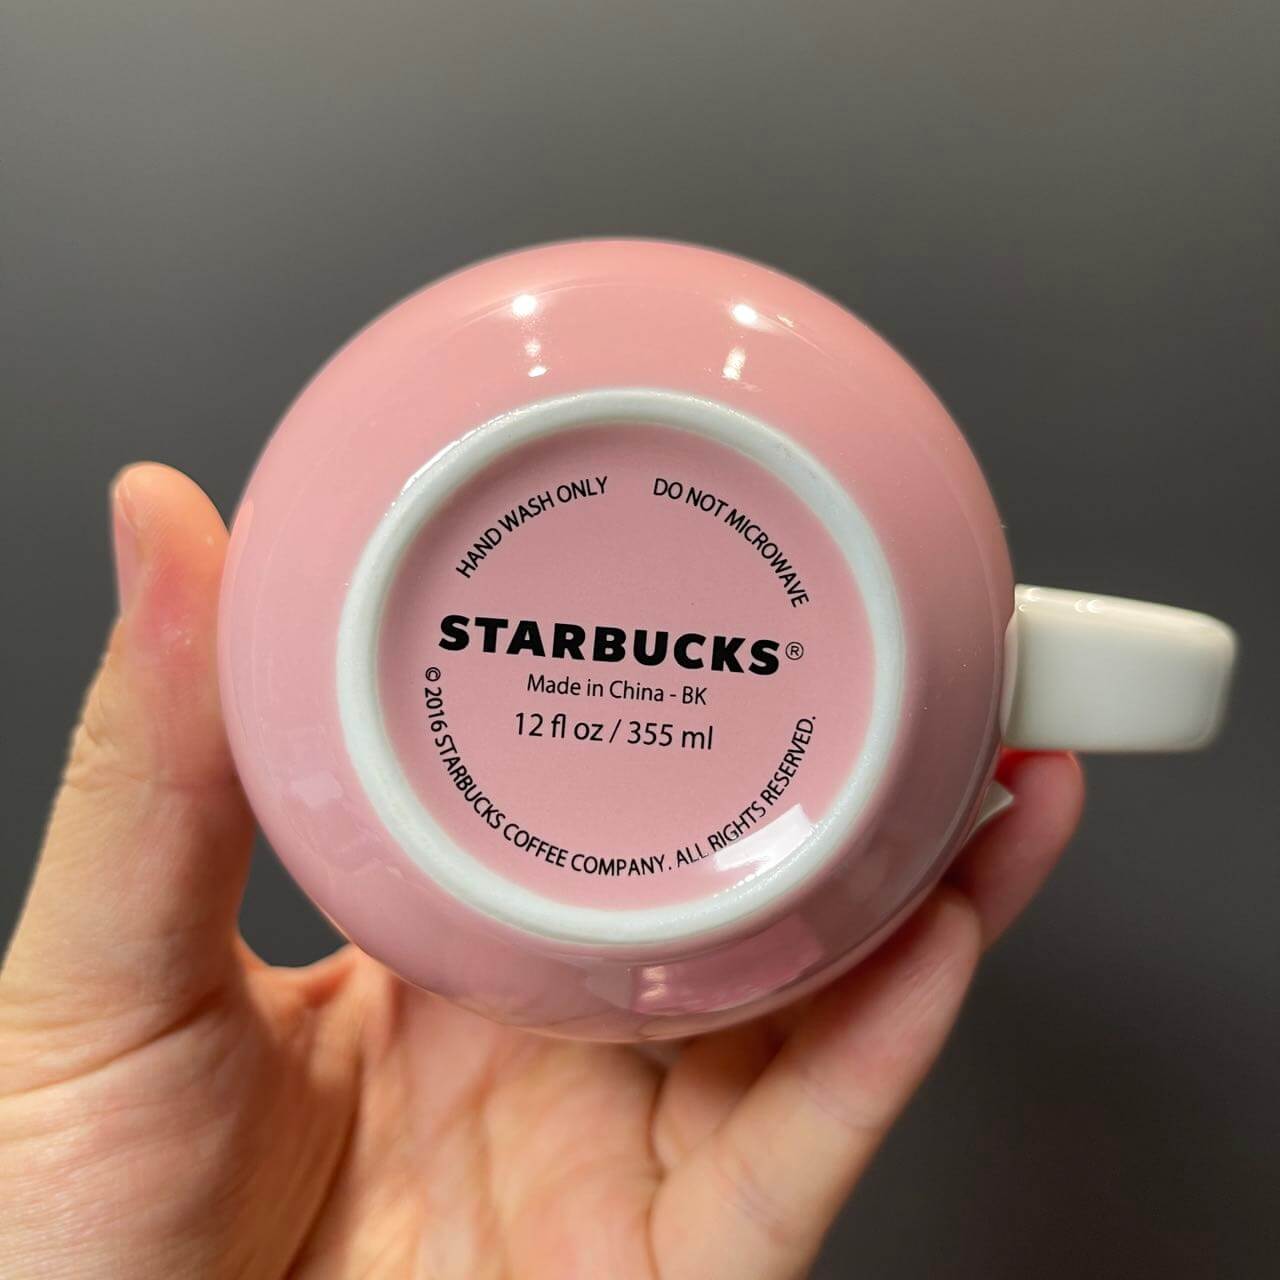 HAND WASH ONLY
DO NOT MICROWAVE
STARBUCKS®
Made in China - BK
12 fl oz / 355 ml
© 2016 STARBUCKS COFFEE COMPANY. ALL RIGHTS RESERVED.